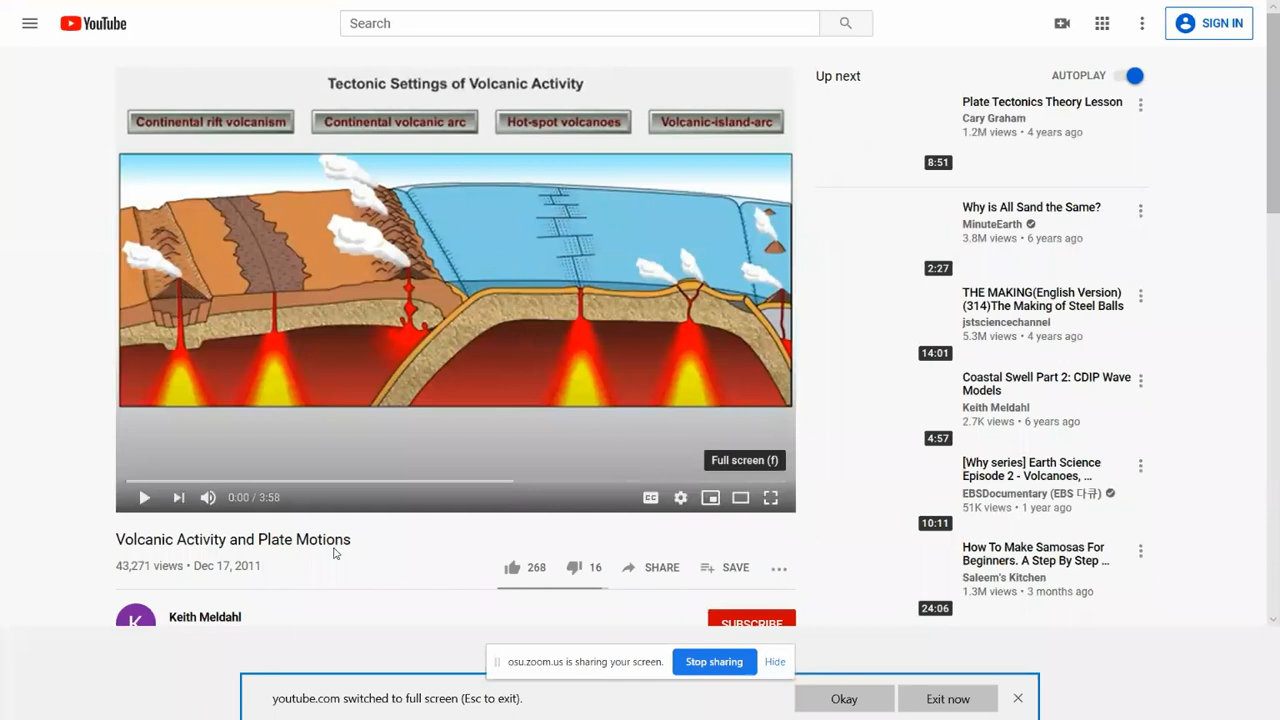 YouTube
Search
SIGN IN
Tectonic Settings of Volcanic Activity
Continental rift volcanism
Continental volcanic arc
Hot-spot volcanoes
Volcanic-island-arc
Full screen (f)
0:00 / 3:58
CC
Volcanic Activity and Plate Motions
43,271 views • Dec 17, 2011
268
16
SHARE
SAVE
K
Keith Meldahl
SUBSCRIBE
Up next
AUTOPLAY
Plate Tectonics Theory Lesson
Cary Graham
1.2M views • 4 years ago
8:51
Why is All Sand the Same?
MinuteEarth
3.8M views • 6 years ago
2:27
THE MAKING(English Version)
(314)The Making of Steel Balls
jstsciencechannel
5.3M views • 4 years ago
14:01
Coastal Swell Part 2: CDIP Wave
Models
Keith Meldahl
2.7K views • 6 years ago
4:57
[Why series] Earth Science
Episode 2 - Volcanoes, ...
EBSDocumentary (EBS 다큐)
51K views • 1 year ago
10:11
How To Make Samosas For
Beginners. A Step By Step ...
Saleem's Kitchen
1.3M views • 3 months ago
24:06
osu.zoom.us is sharing your screen.
Stop sharing
Hide
youtube.com switched to full screen (Esc to exit).
Okay
Exit now